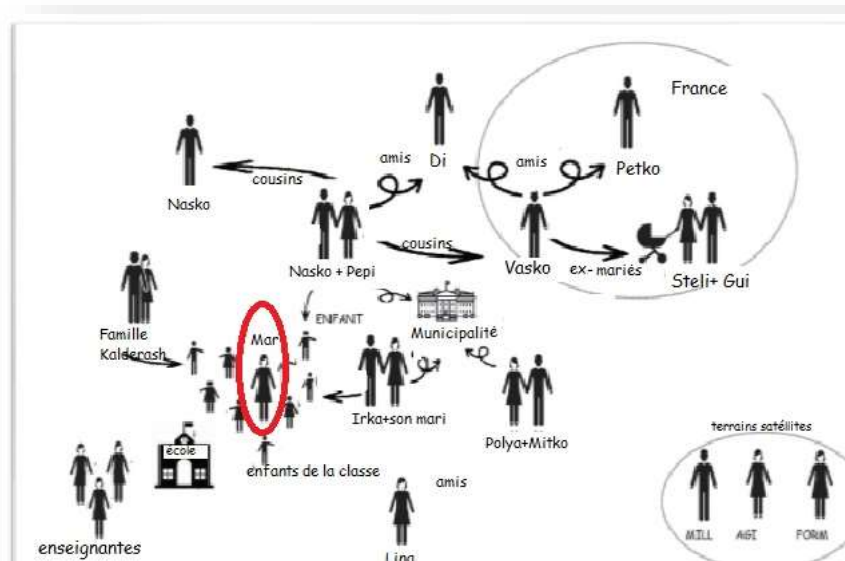 France
Di
amis
amis
Petko
cousins
Nasko
Nasko + Pepi
cousins
Vasko
ex- mariés
Steli+ Gui
ENFANT
Municipalité
Mar
Famille
Kalderash
Irka+son mari
Polya+Mitko
école
enfants de la classe
terrains satéllites
amis
enseignantes
Lina
MILL
AGI
FORM